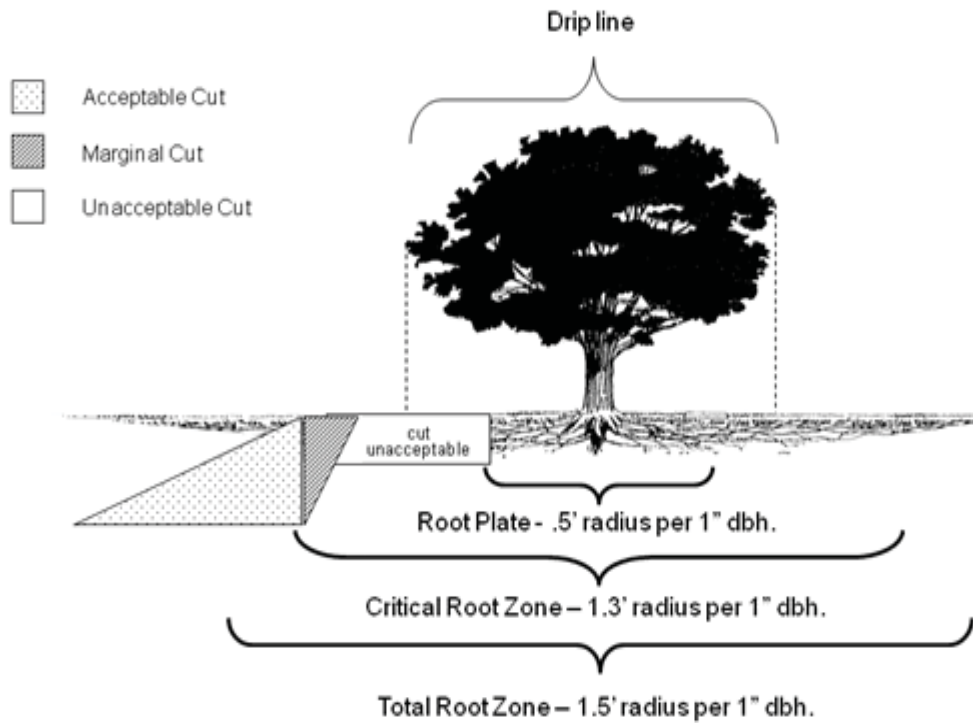 Drip line
Acceptable Cut
Marginal Cut
Unacceptable Cut
cut
unacceptable
Root Plate - .5’ radius per 1” dbh.
Critical Root Zone – 1.3’ radius per 1” dbh.
Total Root Zone – 1.5’ radius per 1” dbh.